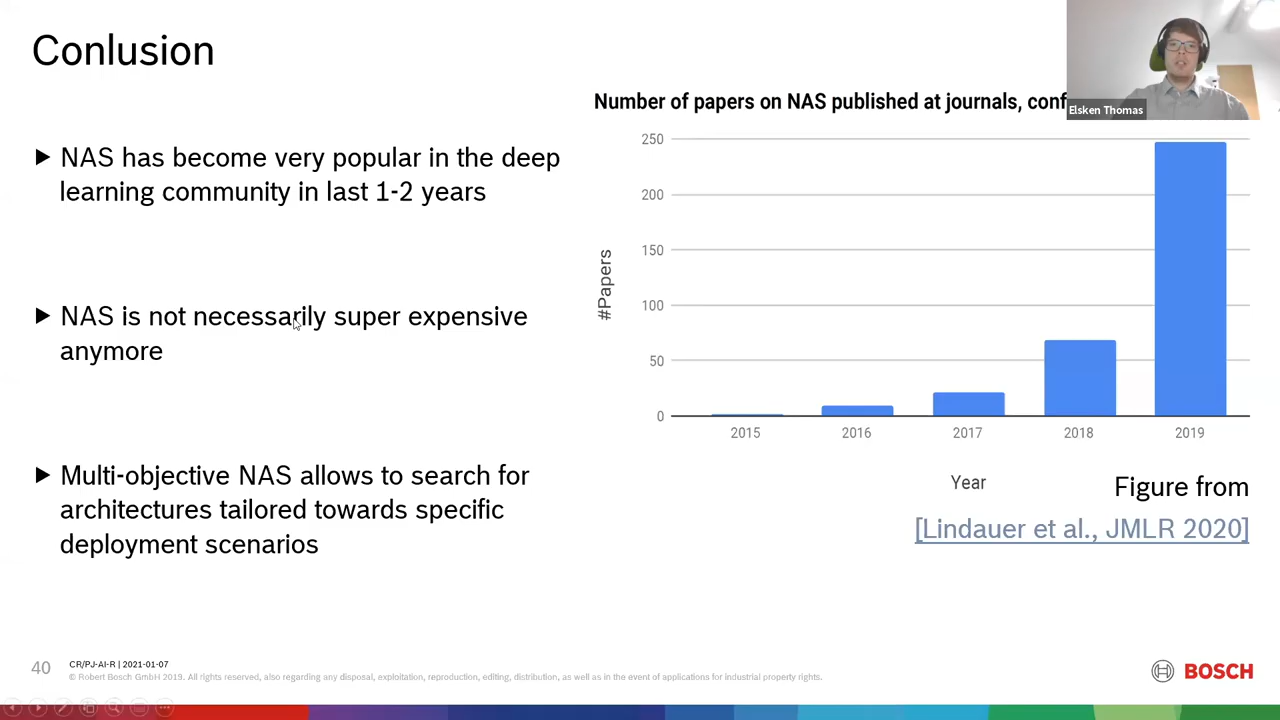 Conlusion
Elsken Thomas
Number of papers on NAS published at journals, conf
▶ NAS has become very popular in the deep
learning community in last 1-2 years
▶ NAS is not necessarily super expensive
anymore
▶ Multi-objective NAS allows to search for
architectures tailored towards specific
deployment scenarios
250
200
150
100
50
0
#Papers
2015 2016 2017 2018 2019
Year
Figure from
[Lindauer et al., JMLR 2020]
40
CR/PJ-AI-R | 2021-01-07
© Robert Bosch GmbH 2019. All rights reserved, also regarding any disposal, exploitation, reproduction, editing, distribution, as well as in the event of applications for industrial property rights.
BOSCH